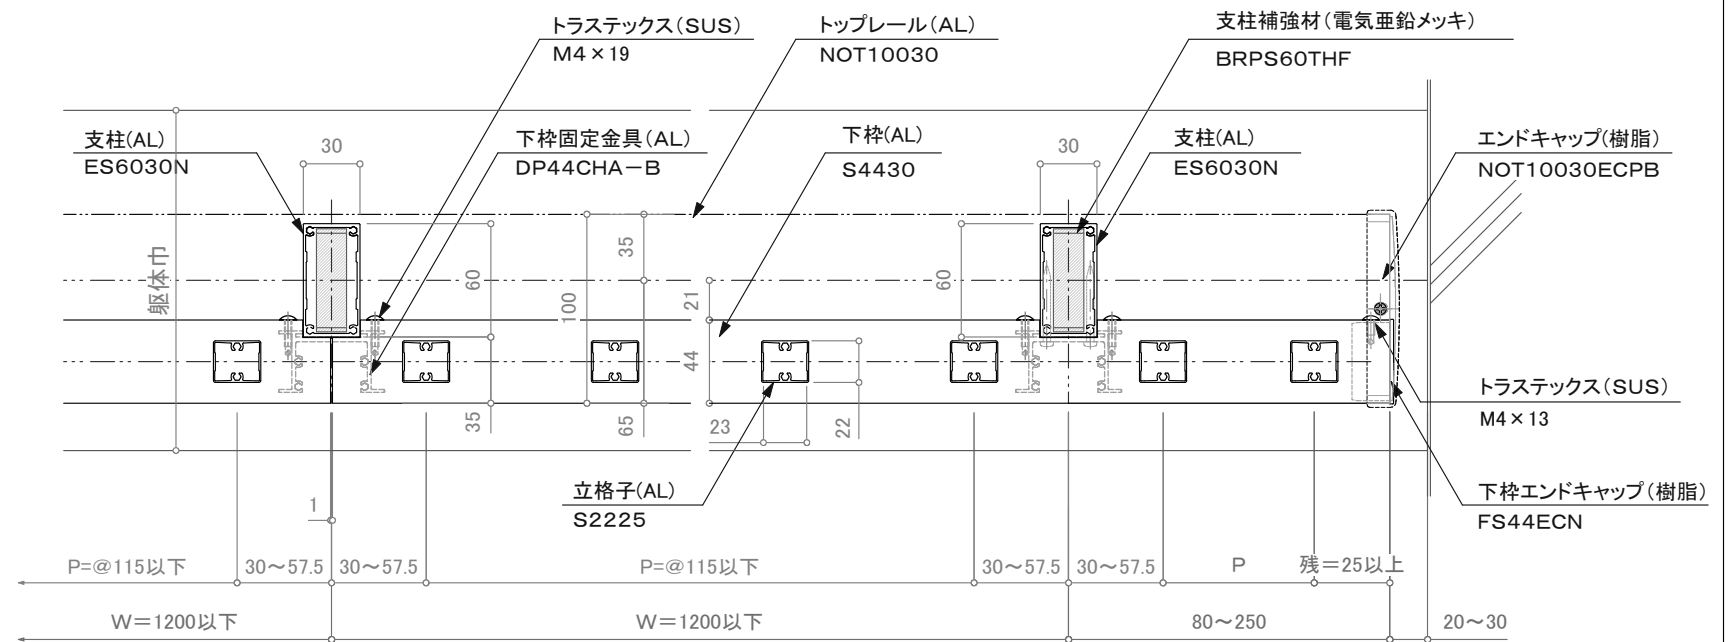 トラステックス(SUS)
M4×19
トップレール(AL)
NOT10030
支柱補強材(電気亜鉛メッキ)
BRPS60THF
支柱(AL)
ES6030N
30
下枠固定金具(AL)
DP44CHA－B
下枠(AL)
S4430
30
支柱(AL)
ES6030N
エンドキャップ(樹脂)
NOT10030ECPB
躯体巾
60
35
100
35
65
21
44
60
23
22
トラステックス(SUS)
M4×13
立格子(AL)
S2225
下枠エンドキャップ(樹脂)
FS44ECN
1
P=@115以下
30～57.5
30～57.5
P=@115以下
30～57.5
30～57.5
P
残＝25以上
W＝1200以下
W＝1200以下
80～250
20～30